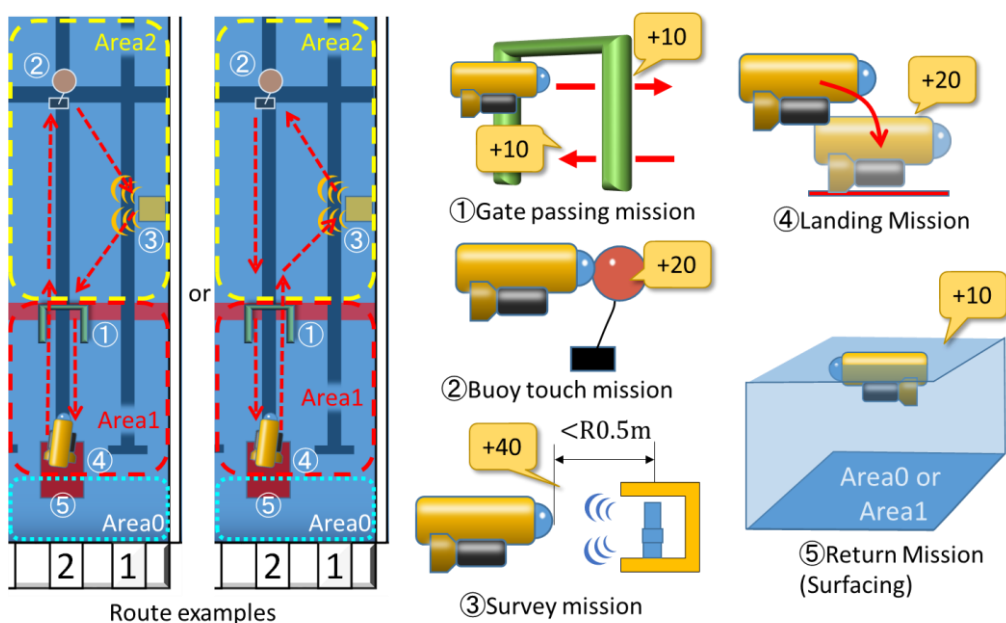 Area2
②
③
①
Area1
④
⑤
Area0
2
1
or
Area2
②
③
①
Area1
④
⑤
Area0
2
1
Route examples
+10
+10
①Gate passing mission
+20
②Buoy touch mission
+40
<R0.5m
③Survey mission
+20
④Landing Mission
+10
Area0 or
Area1
⑤Return Mission
(Surfacing)